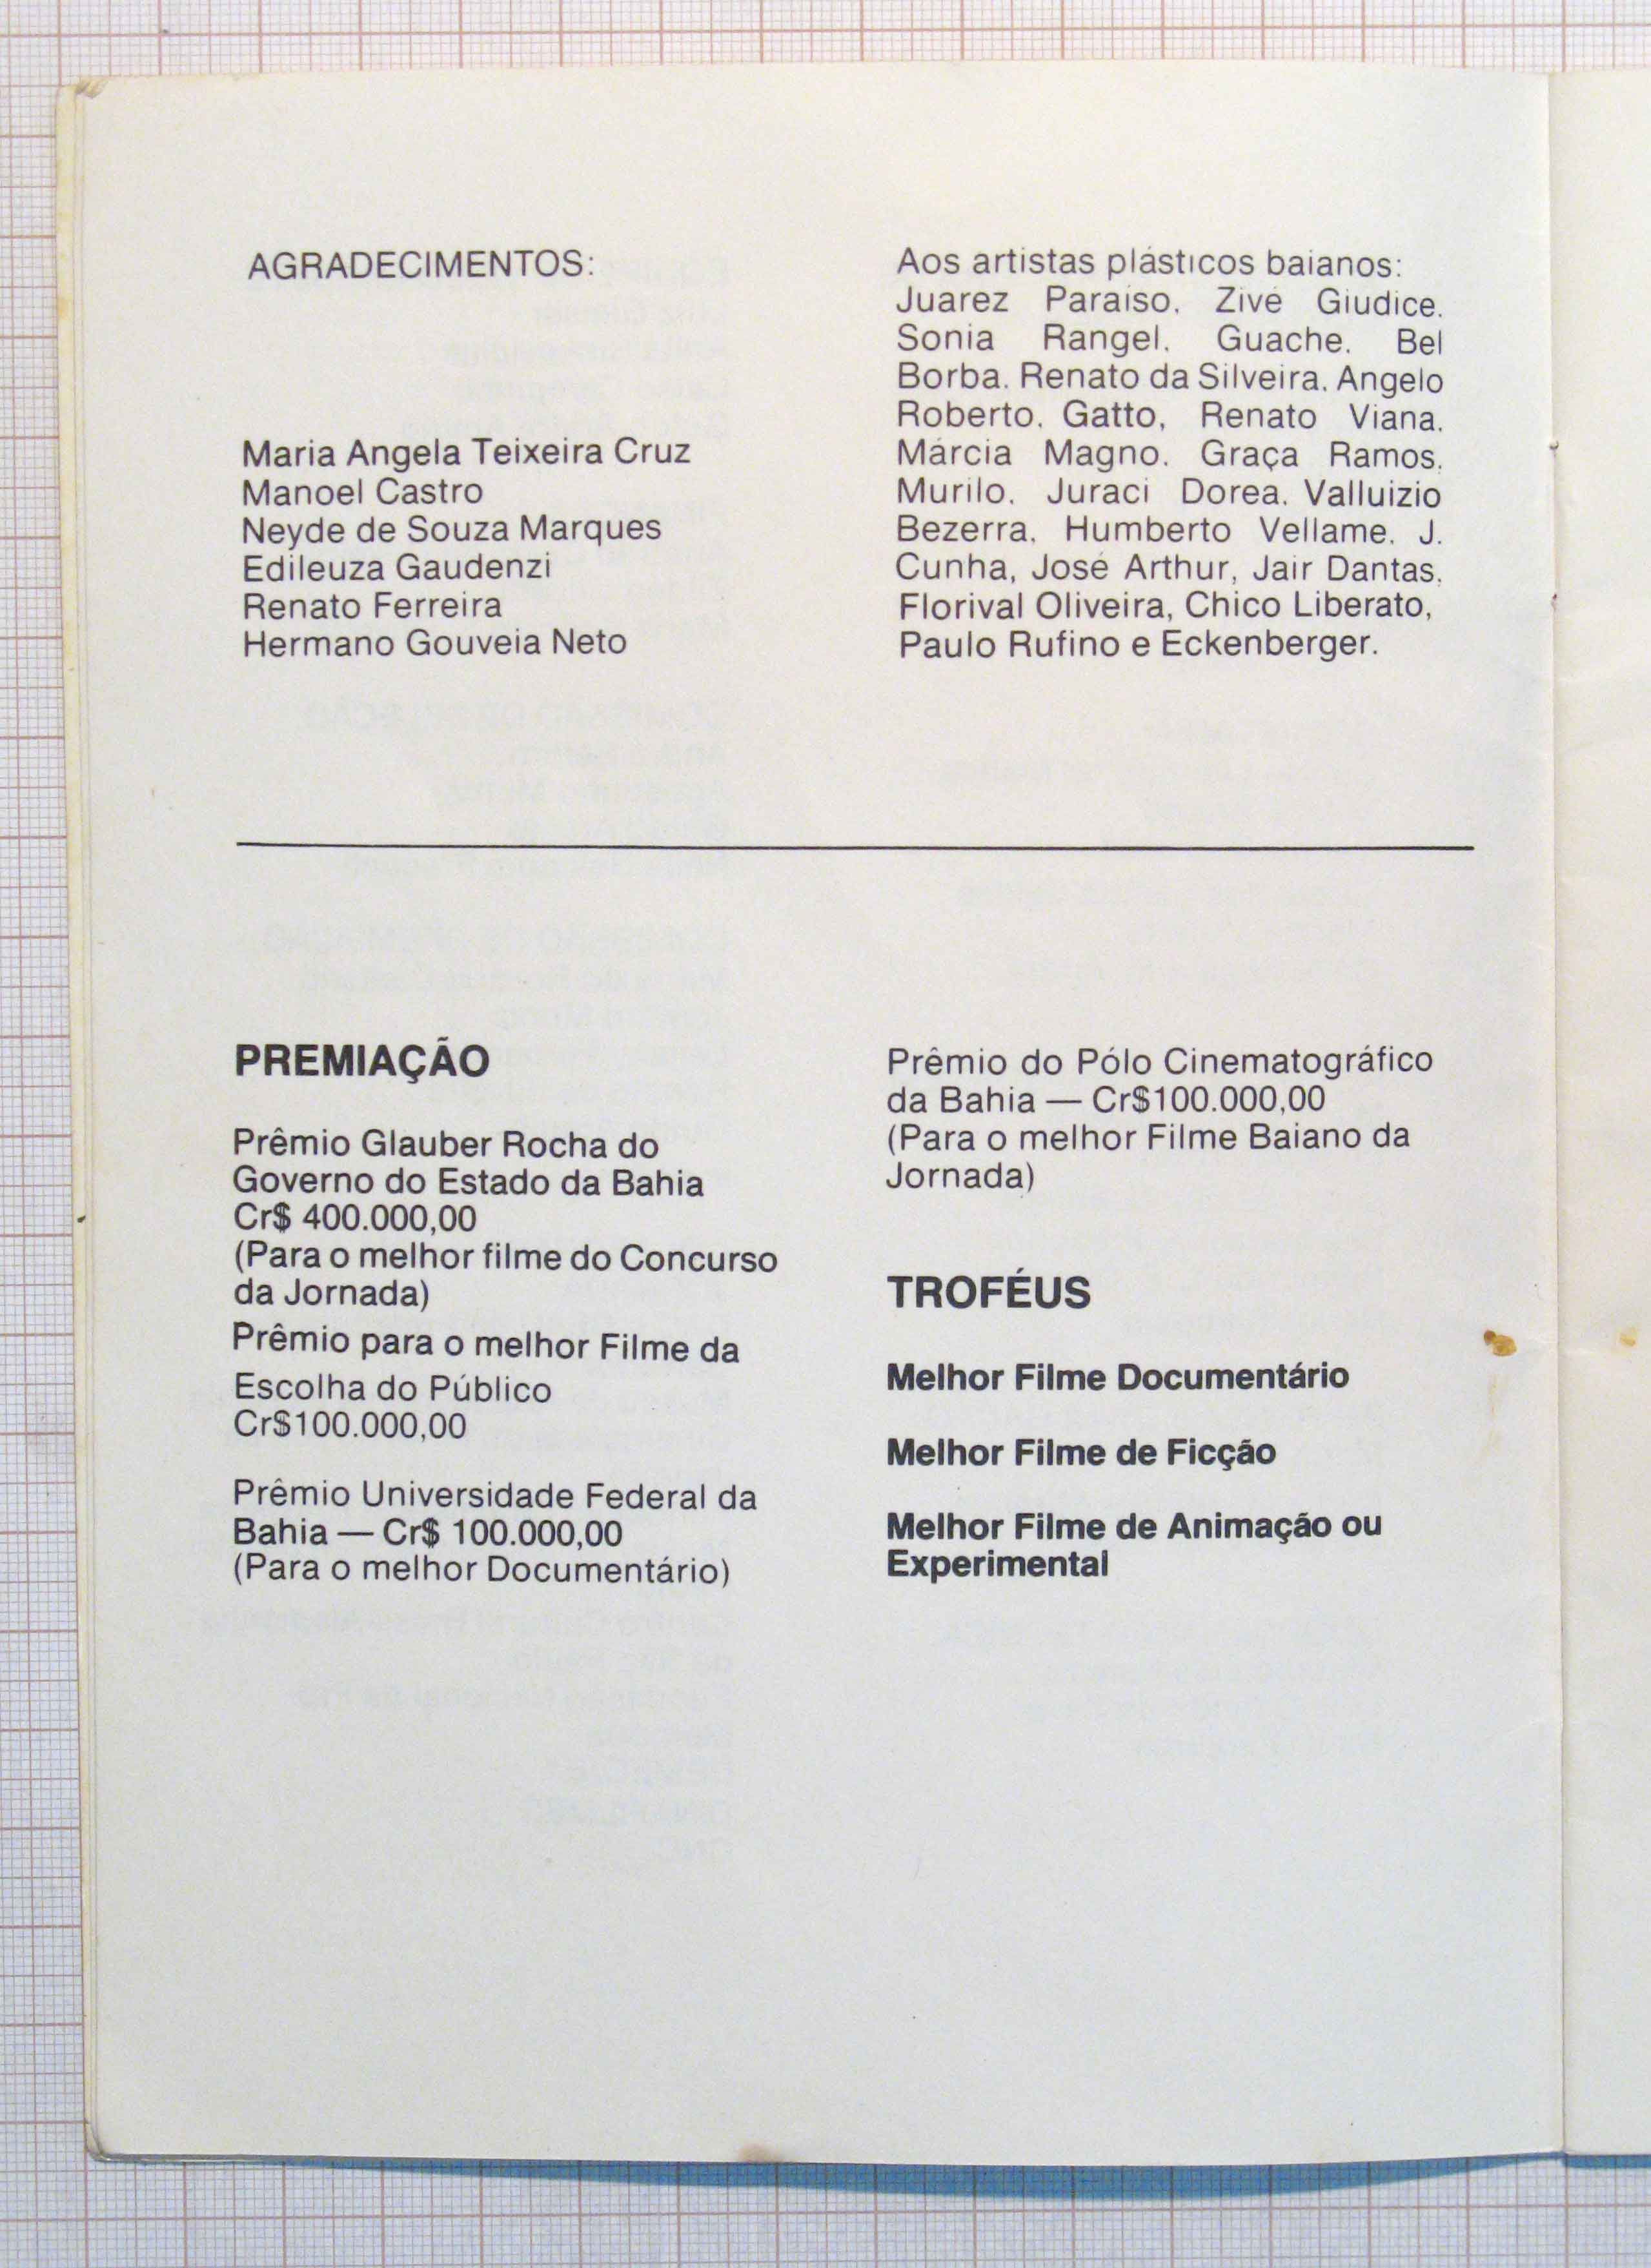 AGRADECIMENTOS:
Maria Angela Teixeira Cruz
Manoel Castro
Neyde de Souza Marques
Edileuza Gaudenzi
Renato Ferreira
Hermano Gouveia Neto
Aos artistas plásticos baianos:
Juarez Paraiso, Zivé Giudice,
Sonia Rangel, Guache, Bel
Borba, Renato da Silveira, Angelo
Roberto, Gatto, Renato Viana,
Márcia Magno, Graça Ramos,
Murilo, Juraci Dorea, Valluizio
Bezerra, Humberto Vellame, J.
Cunha, José Arthur, Jair Dantas,
Florival Oliveira, Chico Liberato,
Paulo Rufino e Eckenberger.
PREMIAÇÃO
Prêmio Glauber Rocha do
Governo do Estado da Bahia
Cr$ 400.000,00
(Para o melhor filme do Concurso
da Jornada)
Prêmio para o melhor Filme da
Escolha do Público
Cr$100.000,00
Prêmio Universidade Federal da
Bahia — Cr$ 100.000,00
(Para o melhor Documentário)
Prêmio do Pólo Cinematográfico
da Bahia — Cr$100.000,00
(Para o melhor Filme Baiano da
Jornada)
TROFÉUS
Melhor Filme Documentário
Melhor Filme de Ficção
Melhor Filme de Animação ou
Experimental